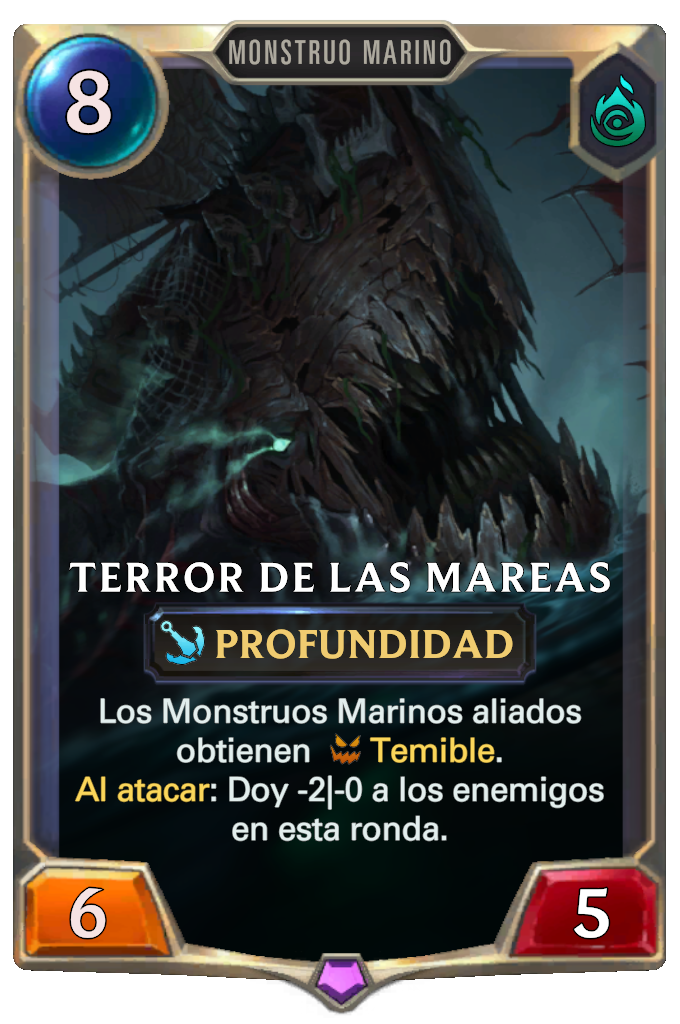 MONSTRUO MARINO
8
TERROR DE LAS MAREAS
PROFUNDIDAD
Los Monstruos Marinos aliados
obtienen Temible.
Al atacar: Doy -2|-0 a los enemigos
en esta ronda.
6
5